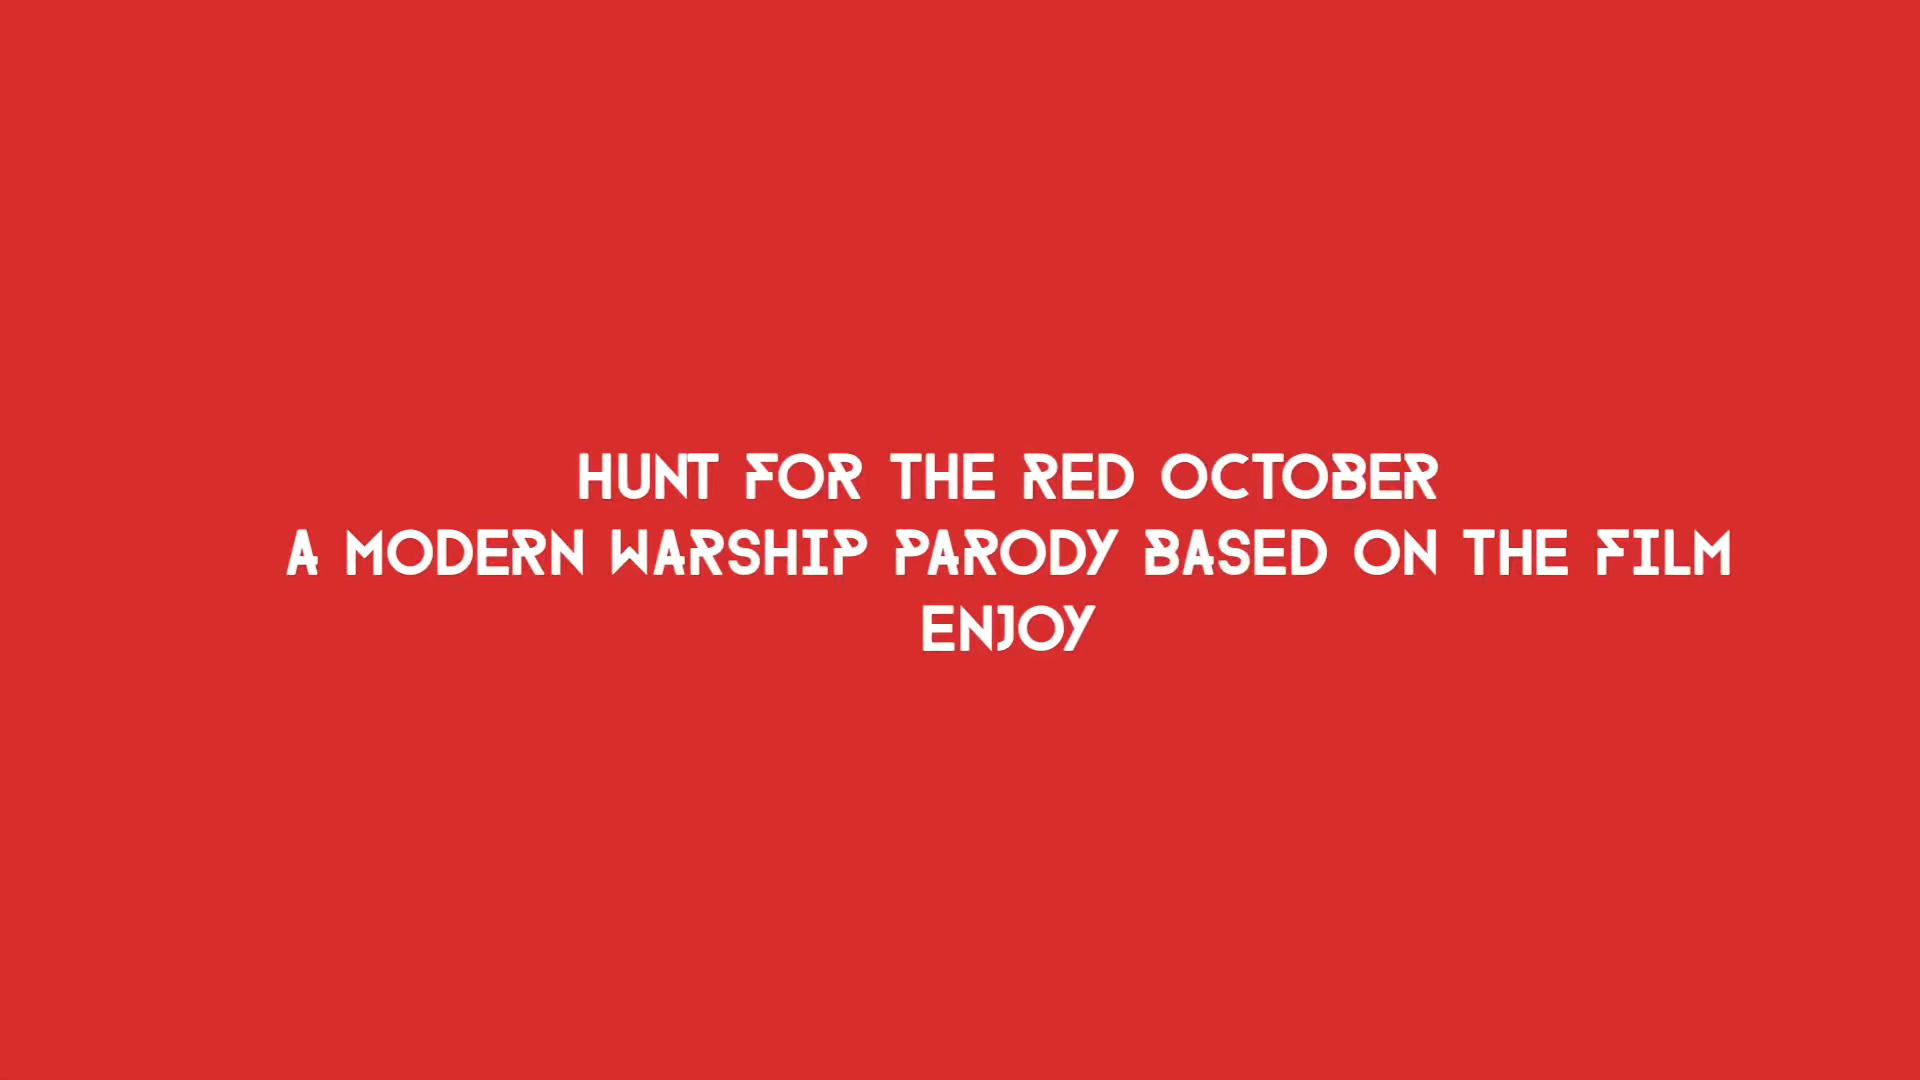 HUNT FOR THE RED OCTOBER
A MODERN WARSHIP PARODY BASED ON THE FILM
ENJOY